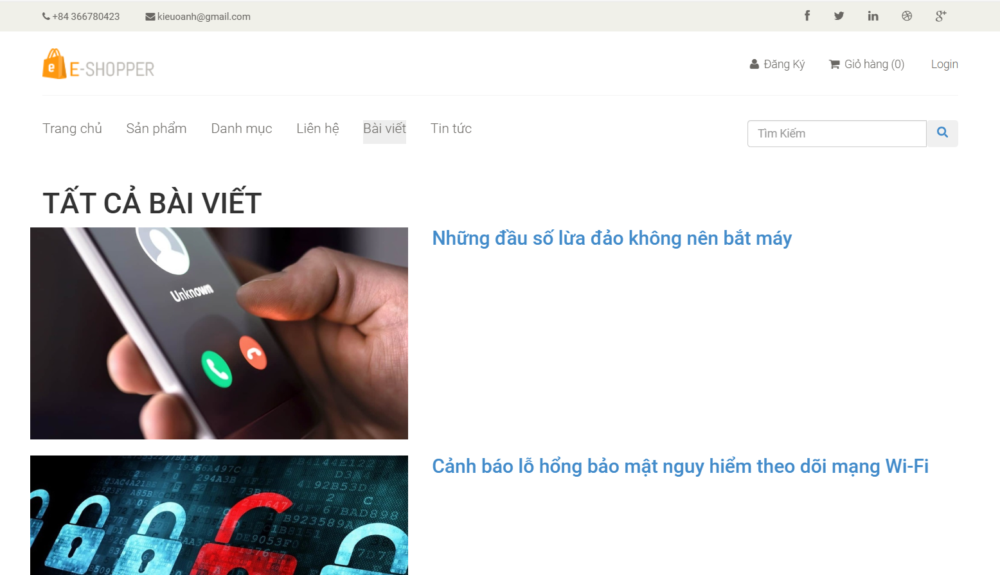 +84 366780423 kieuoanh@gmail.com
E-SHOPPER
Đăng Ký Giỏ hàng (0) Login
Trang chủ Sản phẩm Danh mục Liên hệ Bài viết Tin tức
Tìm Kiếm
TẤT CẢ BÀI VIẾT
Những đầu số lừa đảo không nên bắt máy
Unknown
Cảnh báo lỗ hổng bảo mật nguy hiểm theo dõi mạng Wi-Fi